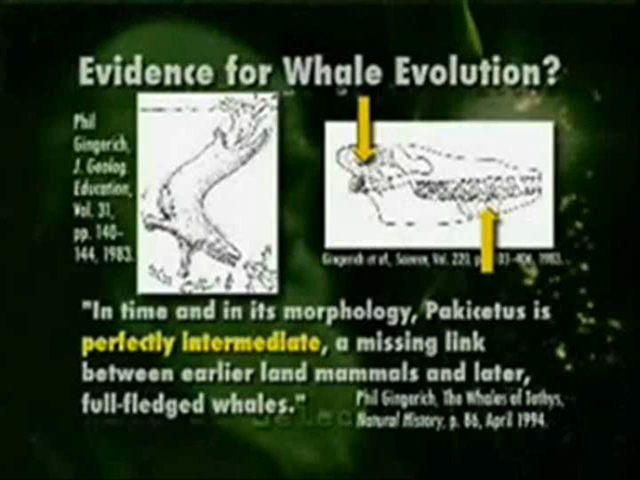 Evidence for Whale Evolution?
Phil
Gingerich,
J. Geolog.
Education,
Vol. 31,
pp. 140–
144, 1983.
Gingerich et al., Science, Vol. 220, 403–406, 1983.
"In time and in its morphology, Pakicetus is
perfectly intermediate, a missing link
between earlier land mammals and later,
full-fledged whales."
Phil Gingerich, The Whales of Tethys,
Natural History, p. 86, April 1994.